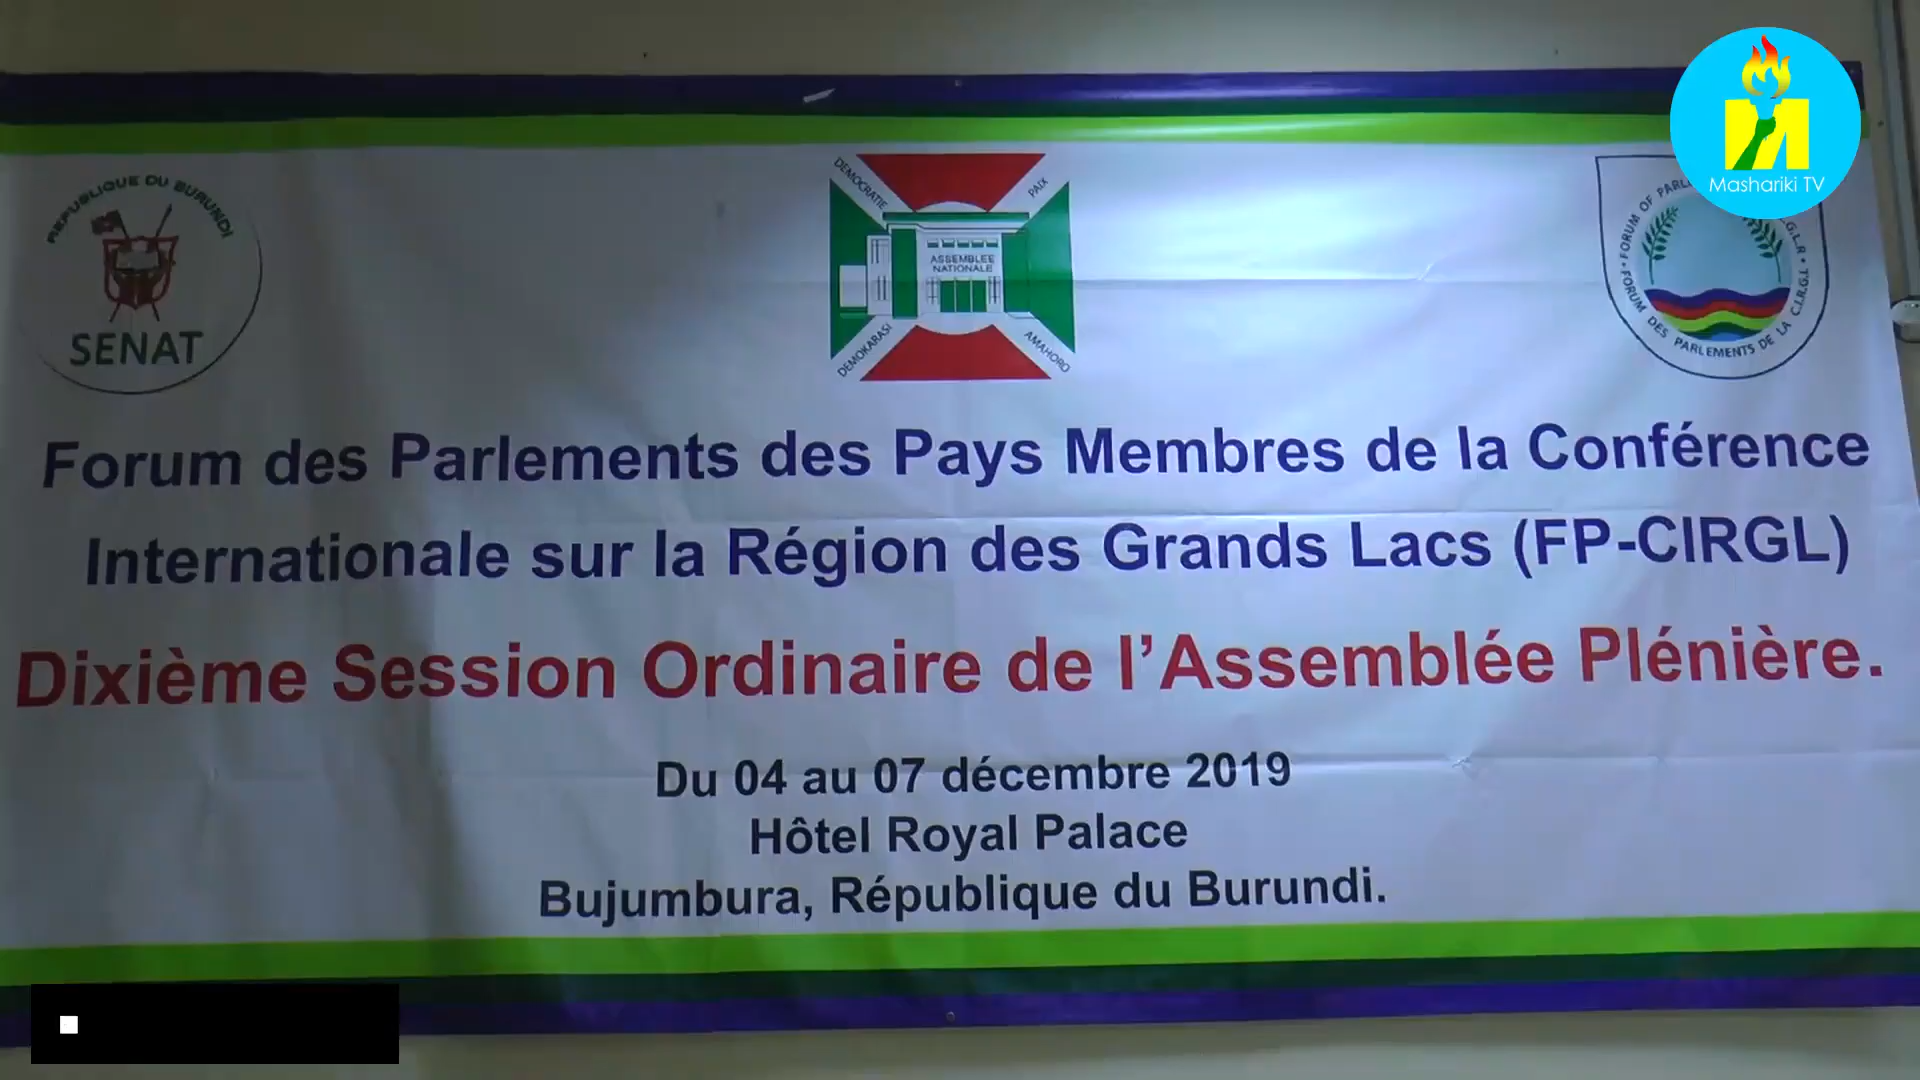 Mashariki TV
REPUBLIQUE DU BURUNDI
SENAT
DEMOCRATIE
PAIX
ASSEMBLEE
NATIONALE
DEMOKARASI
AMAHORO
FORUM OF
FORUM DES PARLEMENTS DE LA C.I.R.G.L
Forum des Parlements des Pays Membres de la Conférence
Internationale sur la Région des Grands Lacs (FP-CIRGL)
Dixième Session Ordinaire de l'Assemblée Plénière.
Du 04 au 07 décembre 2019
Hôtel Royal Palace
Bujumbura, République du Burundi.